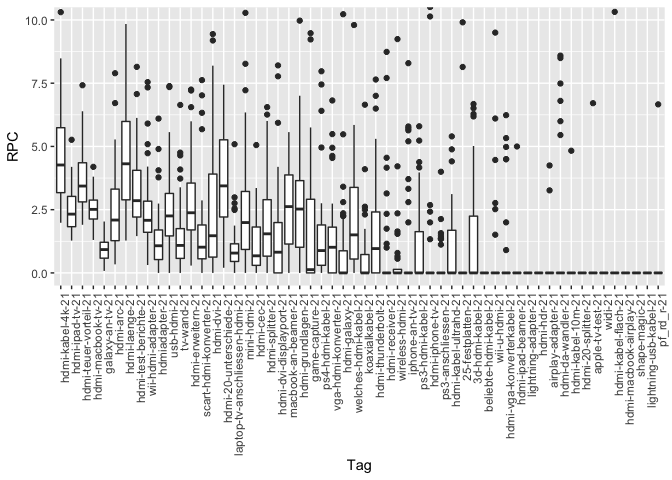 10.0
7.5
5.0
2.5
0.0
RPC
hdmi-kabel-4k-21
hdmi-ipad-tv-21
hdmi-teuer-vorteil-21
hdmi-macbook-tv-21
galaxy-an-tv-21
hdmi-arc-21
hdmi-laenge-21
hdmi-test-bericht-21
wii-hdmi-adapter-21
hdmiadapter-21
usb-hdmi-21
hdmi-wand-21
hdmi-erweitern-21
scart-hdmi-konverter-21
hdmi-dvi-21
hdmi-20-unterschiede-21
laptop-tv-anschliessen-hdmi-21
mini-hdmi-21
hdmi-cec-21
hdmi-splitter-21
hdmi-dvi-displayport-21
macbook-an-beamer-21
hdmi-grundlagen-21
game-capture-21
ps4-hdmi-kabel-21
vga-hdmi-konverter-21
hdmi-galaxy-21
welches-hdmi-kabel-21
koaxialkabel-21
hdmi-thunderbolt-21
hdmi-receiver-21
wireless-hdmi-21
iphone-an-tv-21
ps3-hdmi-kabel-21
hdmi-iphone-tv-21
ps3-anschliessen-21
hdmi-kabel-ultrahd-21
25-festplatten-21
3d-hdmi-kabel-21
beliebte-hdmi-kabel-21
wii-u-hdmi-21
hdmi-vga-konverterkabel-21
hdmi-ipad-beamer-21
lightning-adapter-21
hdmi-hdr-21
airplay-adapter-21
hdmi-da-wandler-21
hdmi-kabel-10m-21
hdmi-20-splitter-21
apple-tv-test-21
widi-21
hdmi-kabel-flach-21
hdmi-macbook-airplay-21
shape-magic-21
lightning-usb-kabel-21
pf_rd_r-21
Tag